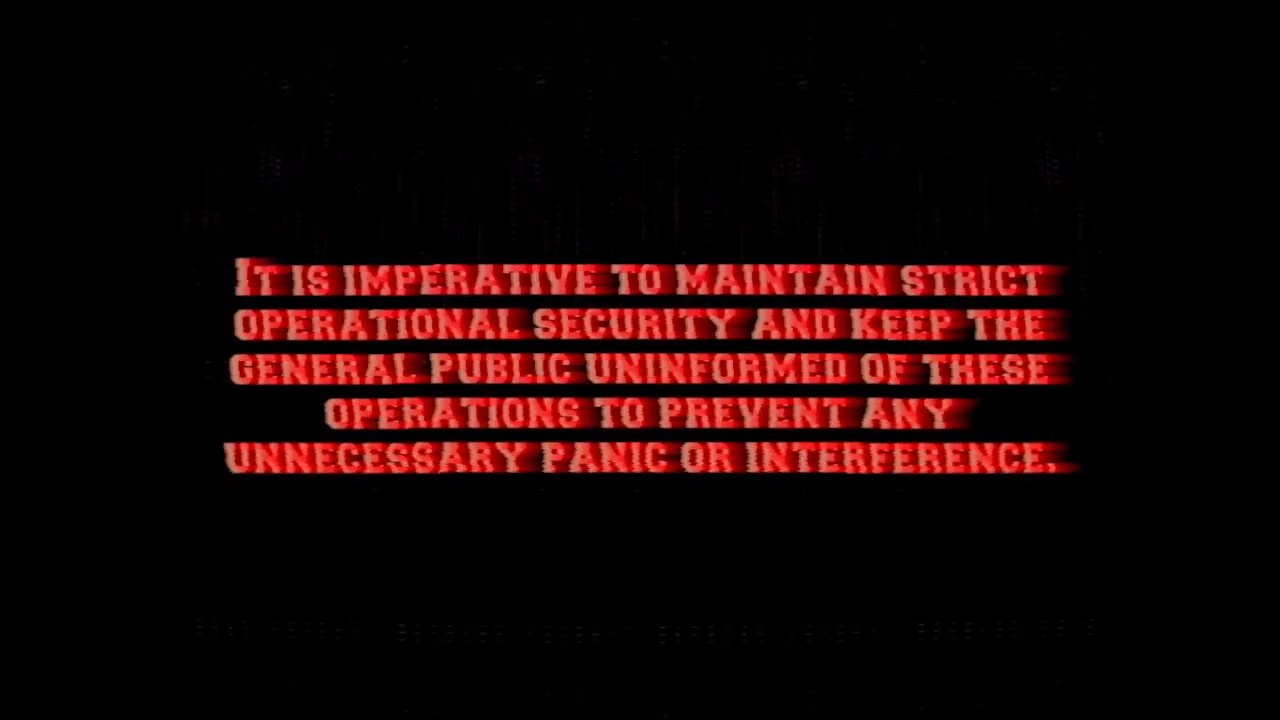 It is imperative to maintain strict
operational security and keep the
general public uninformed of these
operations to prevent any
unnecessary panic or interference.